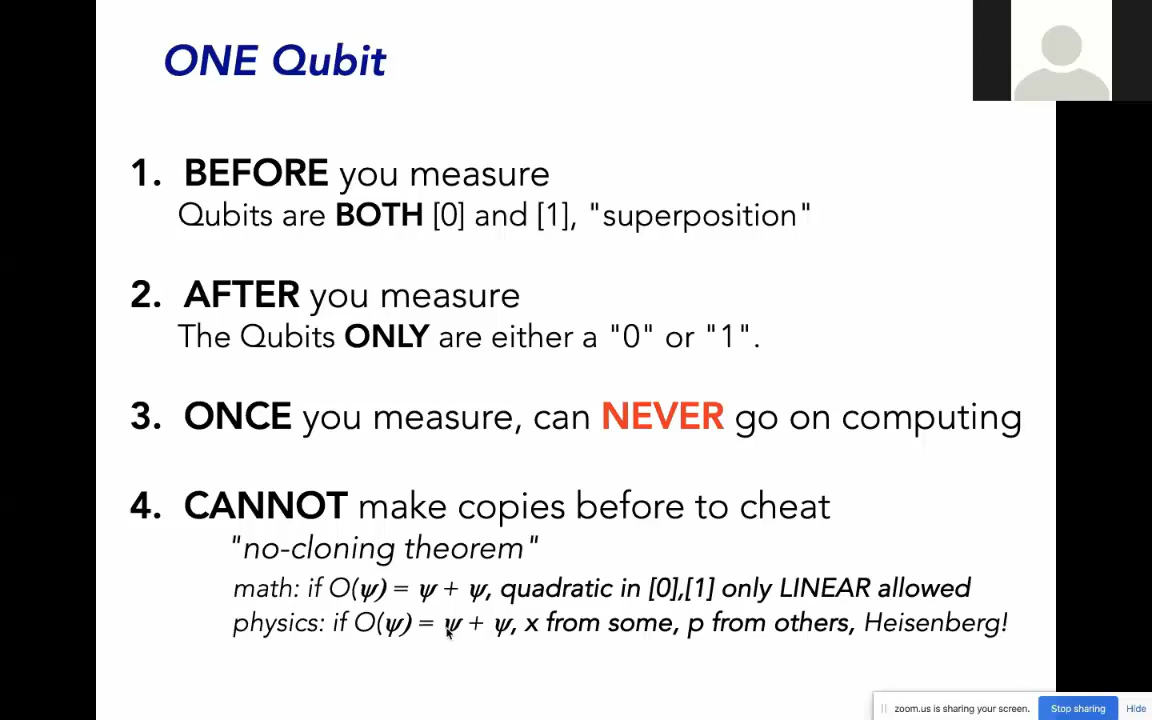 ONE Qubit
1. BEFORE you measure
Qubits are BOTH [0] and [1], "superposition"
2. AFTER you measure
The Qubits ONLY are either a "0" or "1".
3. ONCE you measure, can NEVER go on computing
4. CANNOT make copies before to cheat
"no-cloning theorem"
math: if O(ψ) = ψ + ψ, quadratic in [0],[1] only LINEAR allowed
physics: if O(ψ) = ψ + ψ, x from some, p from others, Heisenberg!
zoom.us is sharing your screen. Stop sharing Hide